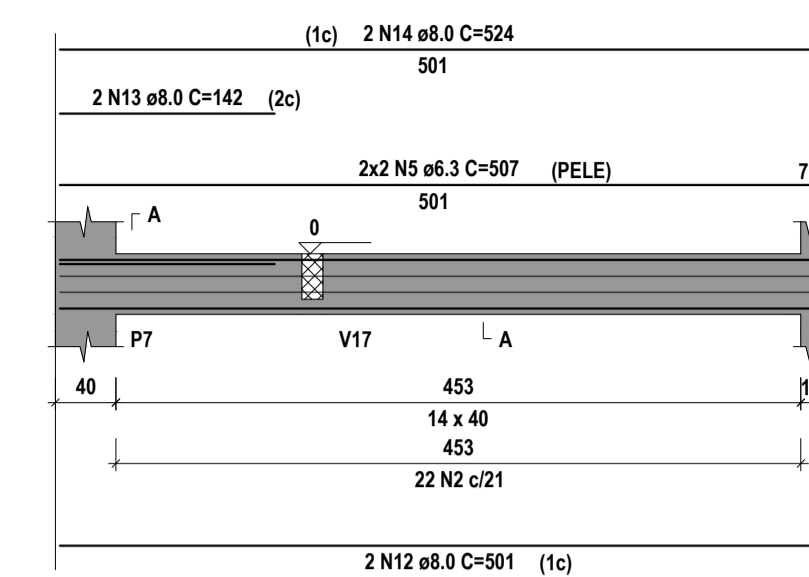 (1c) 2 N14 ø8.0 C=524
501
2 N13 ø8.0 C=142 (2c)
2x2 N5 ø6.3 C=507 (PELE) 7
501
A
0
P7 V17 A
40 453 1
14 x 40
453
22 N2 c/21
2 N12 ø8.0 C=501 (1c)